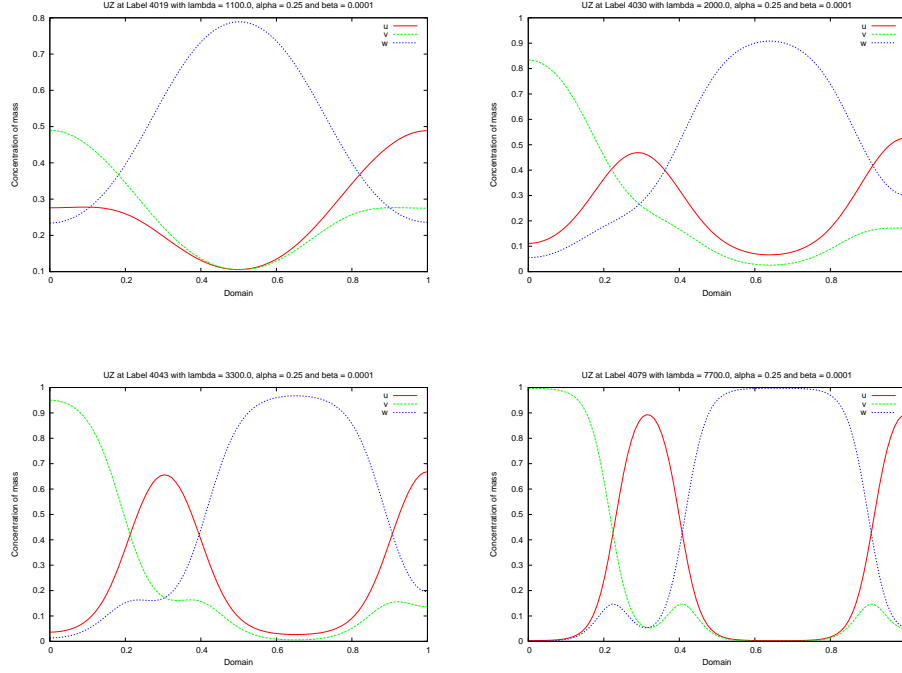 UZ at Label 4019 with lambda = 1100.0, alpha = 0.25 and beta = 0.0001
0.8
0.7
0.6
0.5
0.4
0.3
0.2
0.1
Concentration of mass
u
v
w
0
0.2
0.4
0.6
0.8
1
Domain
UZ at Label 4030 with lambda = 2000.0, alpha = 0.25 and beta = 0.0001
1
0.9
0.8
0.7
0.6
0.5
0.4
0.3
0.2
0.1
0
Concentration of mass
u
v
w
0
0.2
0.4
0.6
0.8
Domain
UZ at Label 4043 with lambda = 3300.0, alpha = 0.25 and beta = 0.0001
1
0.9
0.8
0.7
0.6
0.5
0.4
0.3
0.2
0.1
0
Concentration of mass
u
v
w
0
0.2
0.4
0.6
0.8
1
Domain
UZ at Label 4079 with lambda = 7700.0, alpha = 0.25 and beta = 0.0001
1
0.9
0.8
0.7
0.6
0.5
0.4
0.3
0.2
0.1
0
Concentration of mass
u
v
w
0
0.2
0.4
0.6
0.8
Domain